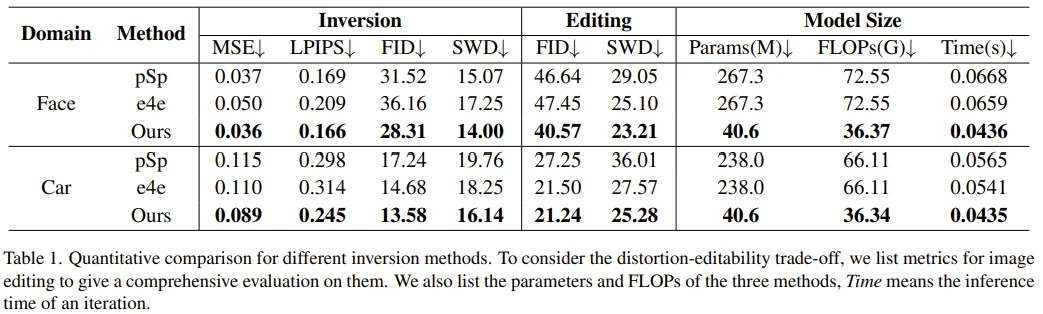 Domain Method Inversion Editing Model Size
MSE↓ LPIPS↓ FID↓ SWD↓ FID↓ SWD↓ Params(M)↓ FLOPs(G)↓ Time(s)↓
Face
pSp 0.037 0.169 31.52 15.07 46.64 29.05 267.3 72.55 0.0668
e4e 0.050 0.209 36.16 17.25 47.45 25.10 267.3 72.55 0.0659
Ours 0.036 0.166 28.31 14.00 40.57 23.21 40.6 36.37 0.0436
Car
pSp 0.115 0.298 17.24 19.76 27.25 36.01 238.0 66.11 0.0565
e4e 0.110 0.314 14.68 18.25 21.50 27.57 238.0 66.11 0.0541
Ours 0.089 0.245 13.58 16.14 21.24 25.28 40.6 36.34 0.0435
Table 1. Quantitative comparison for different inversion methods. To consider the distortion-editability trade-off, we list metrics for image
editing to give a comprehensive evaluation on them. We also list the parameters and FLOPs of the three methods, Time means the inference
time of an iteration.